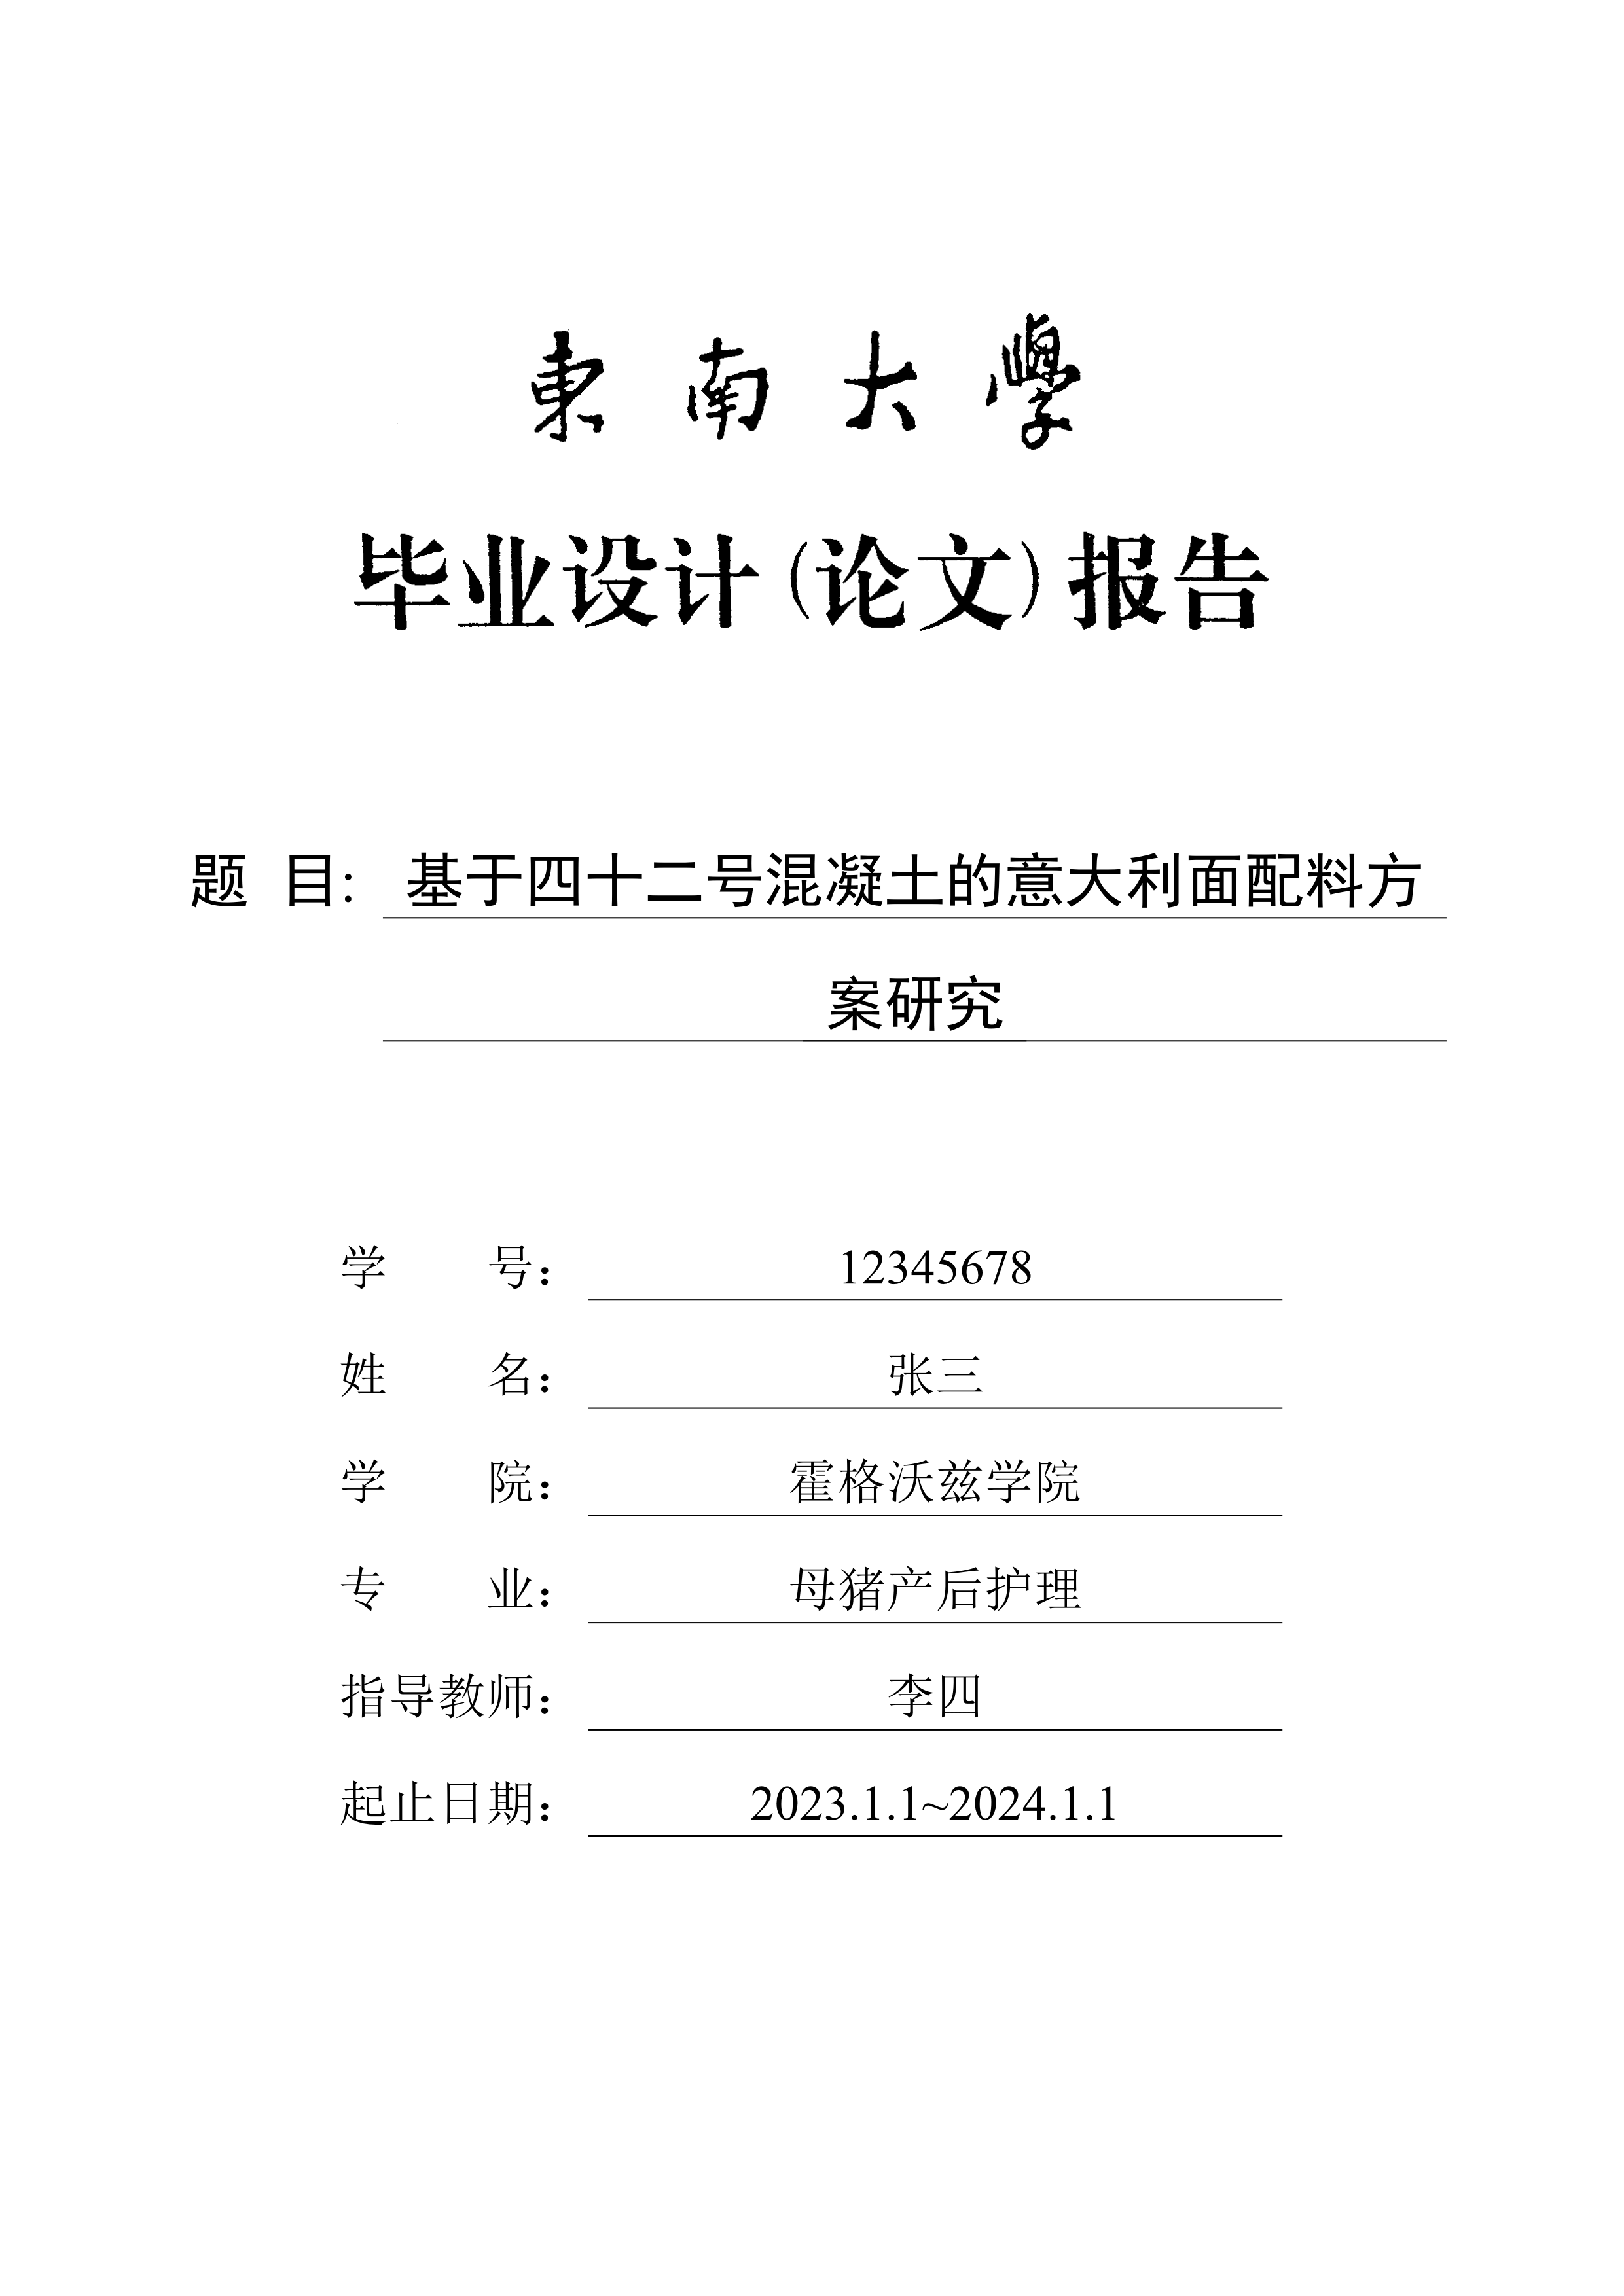 東南大學
毕业设计(论文)报告
题 目: 基于四十二号混凝土的意大利面配料方
案研究
学 号: 12345678
姓 名: 张三
学 院: 霍格沃兹学院
专 业: 母猪产后护理
指导教师: 李四
起止日期: 2023.1.1~2024.1.1